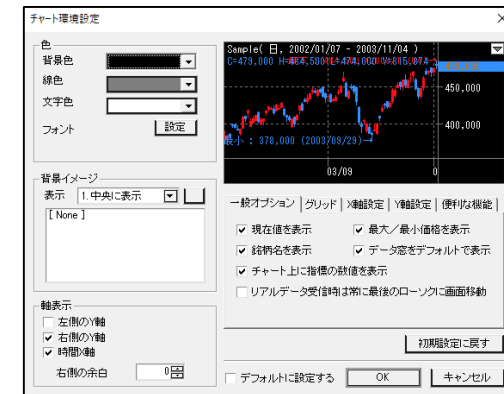 チャート環境設定
色
背景色
線色
文字色
フォント 設定
背景イメージ
表示 1.中央に表示
[ None ]
軸表示
左側のY軸
右側のY軸
時間X軸
右側の余白 0
Sample( 日, 2002/01/07 - 2003/11/04 )
450,000
400,000
最小 : 378,000 (2003/09/29)→
03/09
一般オプション グリッド X軸設定 Y軸設定 便利な機能
現在値を表示 最大／最小価格を表示
銘柄名を表示 データ窓をデフォルトで表示
チャート上に指標の数値を表示
リアルデータ受信時は常に最後のローソクに画面移動
初期設定に戻す
デフォルトに設定する OK キャンセル